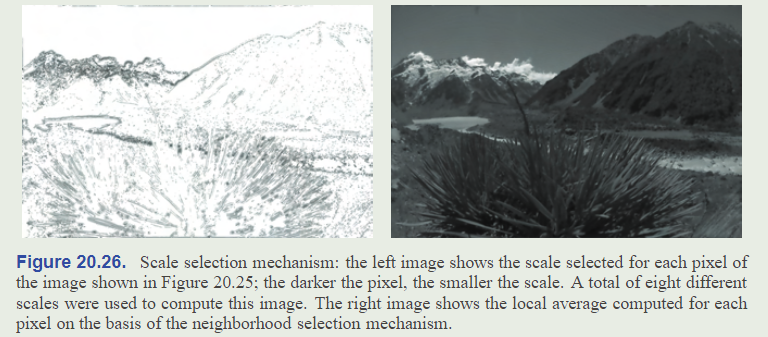 Figure 20.26. Scale selection mechanism: the left image shows the scale selected for each pixel of
the image shown in Figure 20.25; the darker the pixel, the smaller the scale. A total of eight different
scales were used to compute this image. The right image shows the local average computed for each
pixel on the basis of the neighborhood selection mechanism.